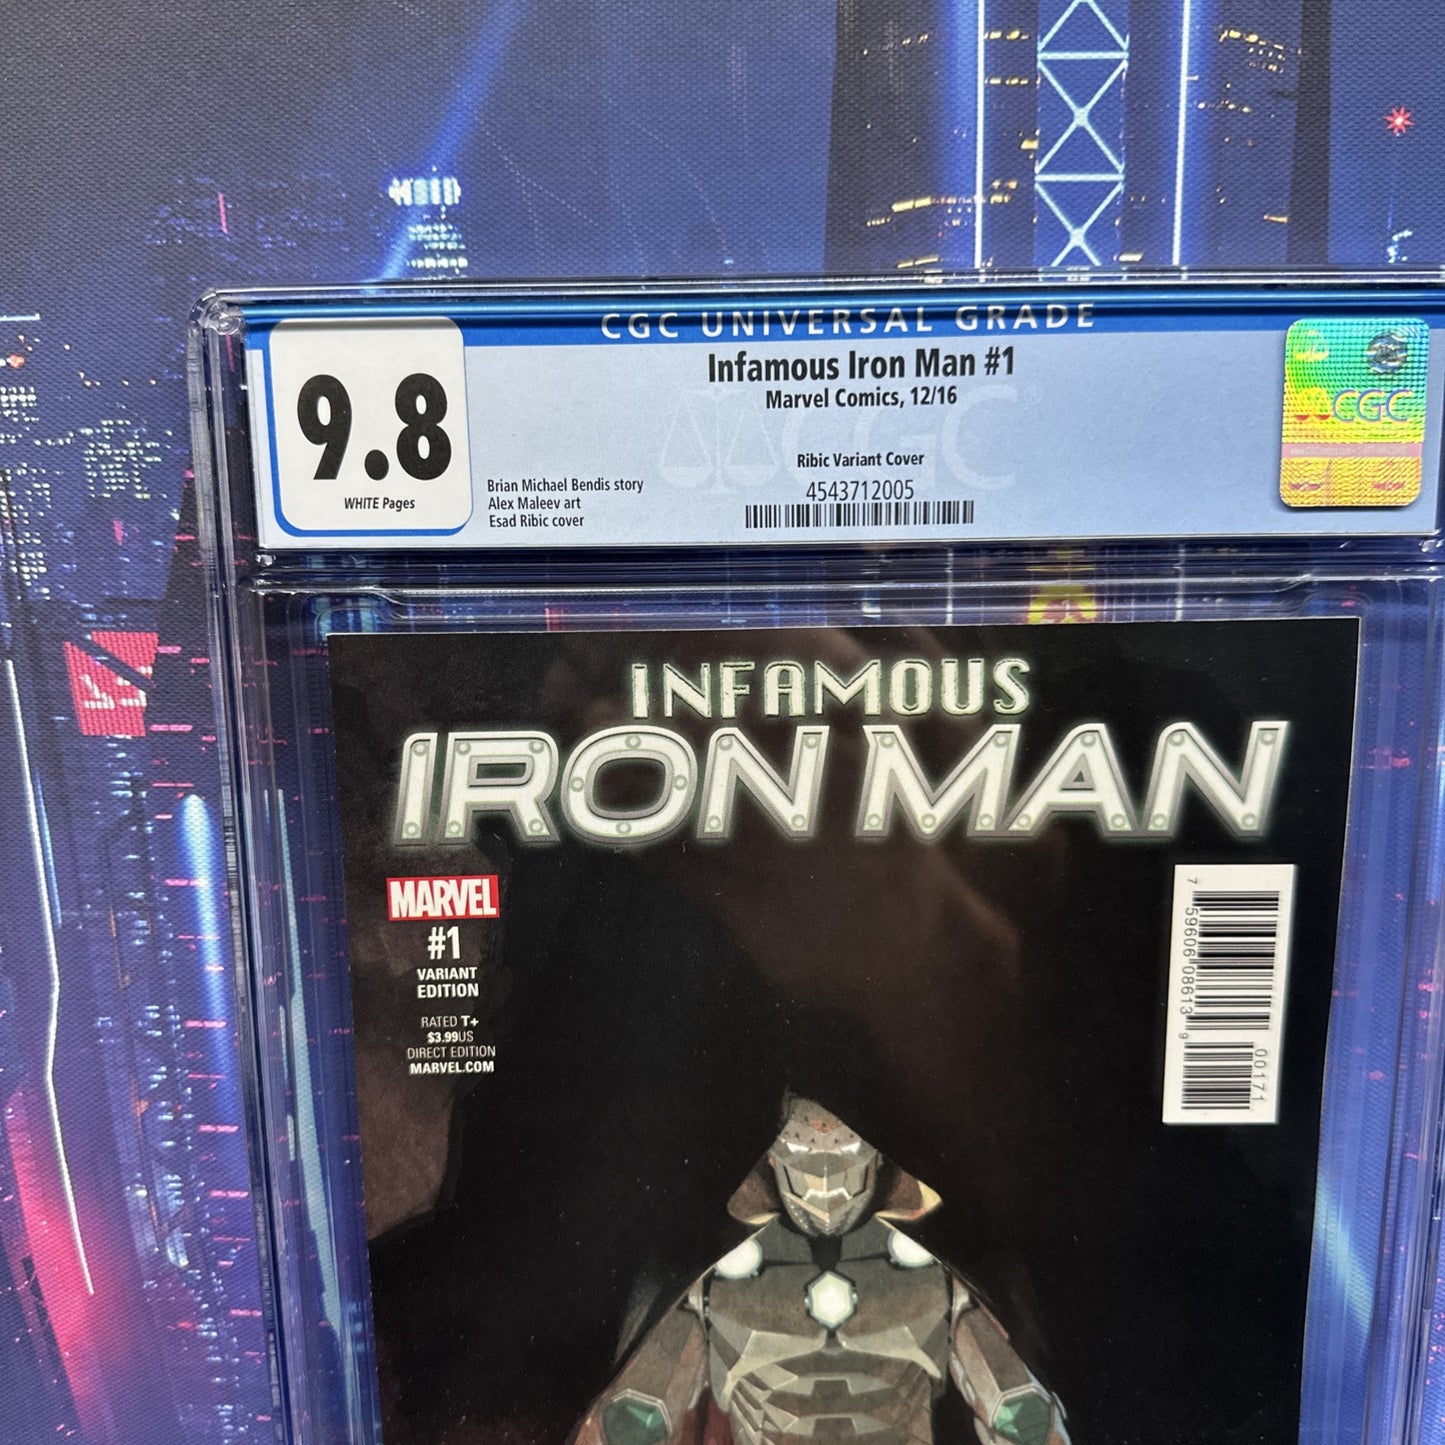 CGC UNIVERSAL GRADE
9.8
WHITE Pages
Infamous Iron Man #1
Marvel Comics, 12/16
Ribic Variant Cover
Brian Michael Bendis story
Alex Maleev art
Esad Ribic cover
4543712005
CGC
CGC
INFAMOUS
IRON MAN
MARVEL
#1
VARIANT
EDITION
RATED T+
$3.99US
DIRECT EDITION
MARVEL.COM
7 59606 08613 9
00171